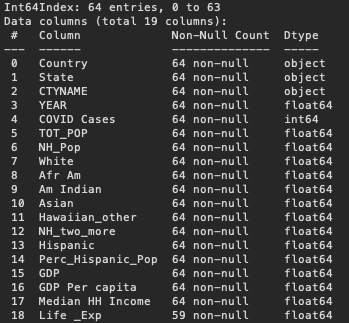 Int64Index: 64 entries, 0 to 63
Data columns (total 19 columns):
 #   Column             Non-Null Count  Dtype
---  ------             --------------  -----
 0   Country            64 non-null     object
 1   State              64 non-null     object
 2   CTYNAME            64 non-null     object
 3   YEAR               64 non-null     float64
 4   COVID Cases        64 non-null     int64
 5   TOT_POP            64 non-null     float64
 6   NH_Pop             64 non-null     float64
 7   White              64 non-null     float64
 8   Afr Am             64 non-null     float64
 9   Am Indian          64 non-null     float64
 10  Asian              64 non-null     float64
 11  Hawaiian_other     64 non-null     float64
 12  NH_two_more        64 non-null     float64
 13  Hispanic           64 non-null     float64
 14  Perc_Hispanic_Pop  64 non-null     float64
 15  GDP                64 non-null     float64
 16  GDP Per capita     64 non-null     float64
 17  Median HH Income   64 non-null     float64
 18  Life _Exp          59 non-null     float64